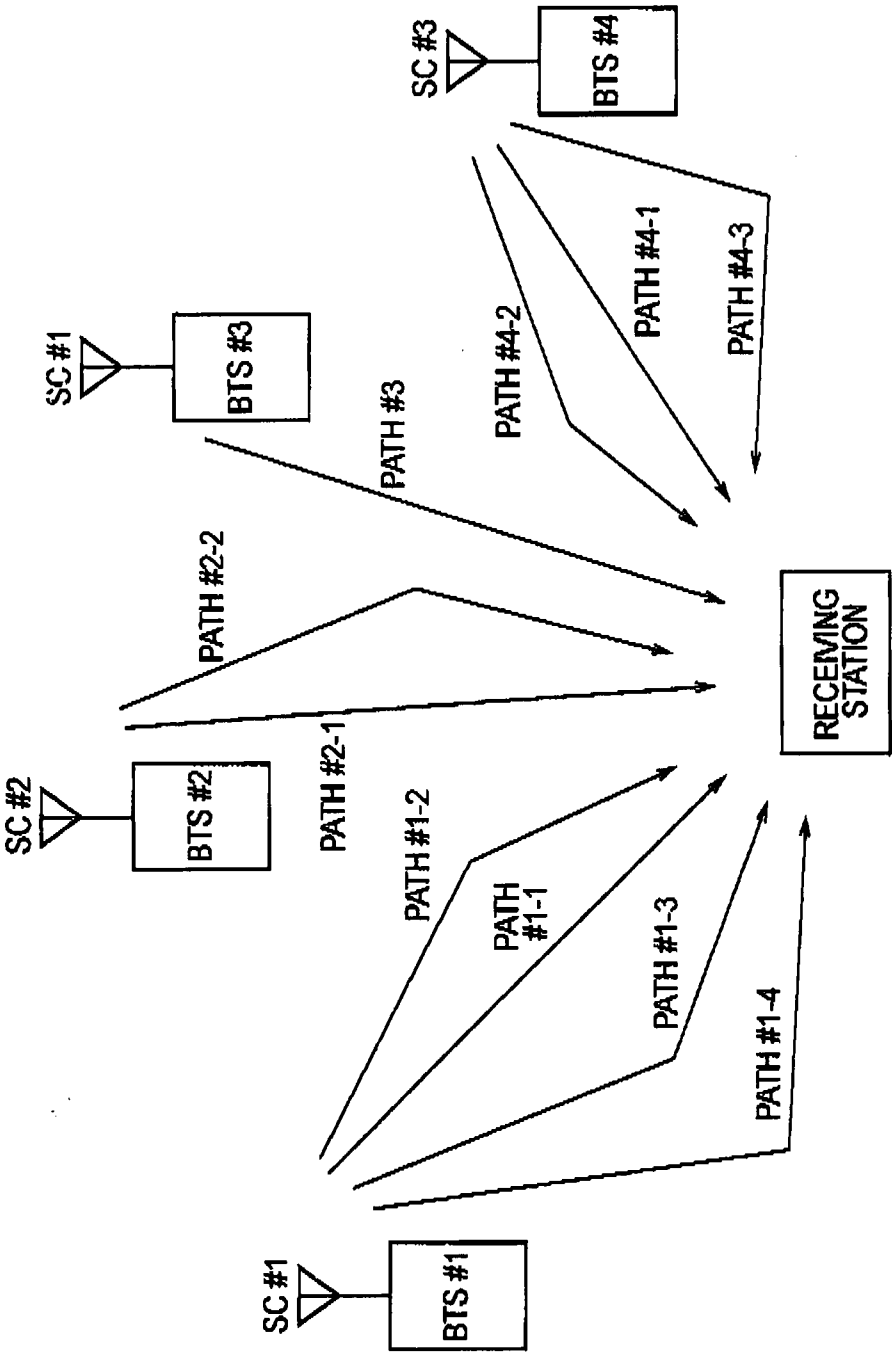 SC #1
BTS #1
SC #2
BTS #2
SC #1
BTS #3
SC #3
BTS #4
PATH #1-2
PATH
#1-1
PATH #1-3
PATH #1-4
PATH #2-1
PATH #2-2
PATH #3
PATH #4-2
PATH #4-1
PATH #4-3
RECEIVING
STATION